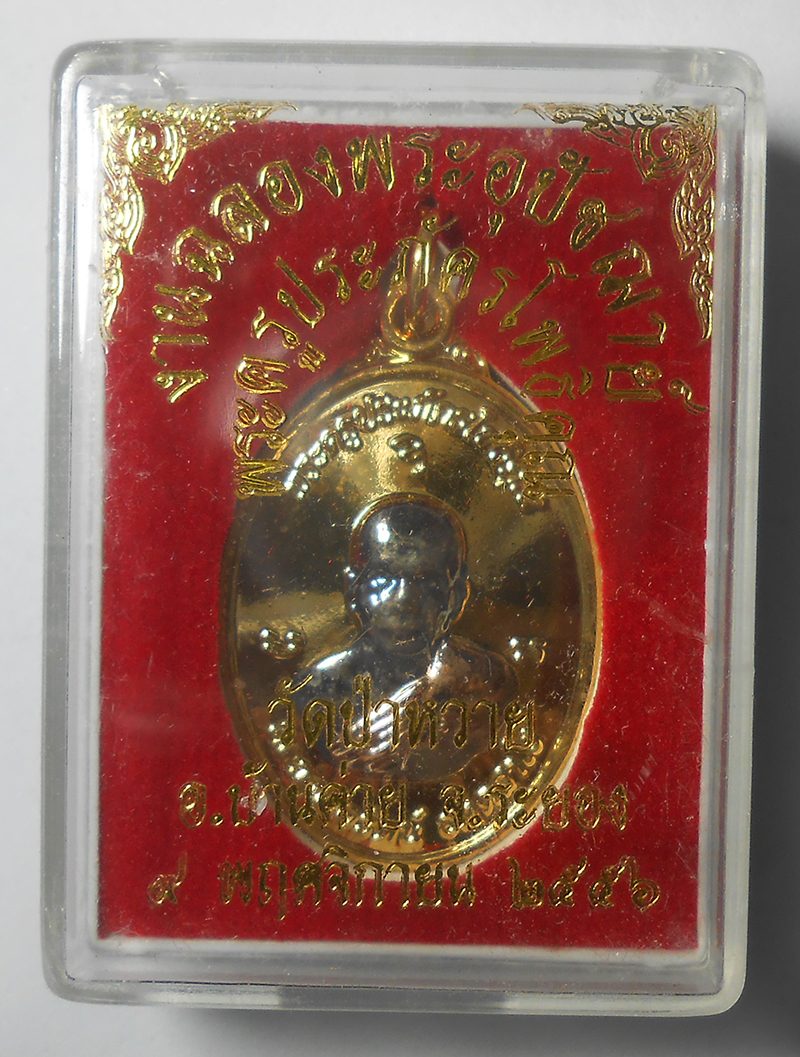 งานฉลองพระอุปัชฌาย์
พระครูประภัครโพธิคุณ
วัดป่าหวาย
อ.บ้านค่าย จ.ระยอง
๙ พฤศจิกายน ๒๕๕๖